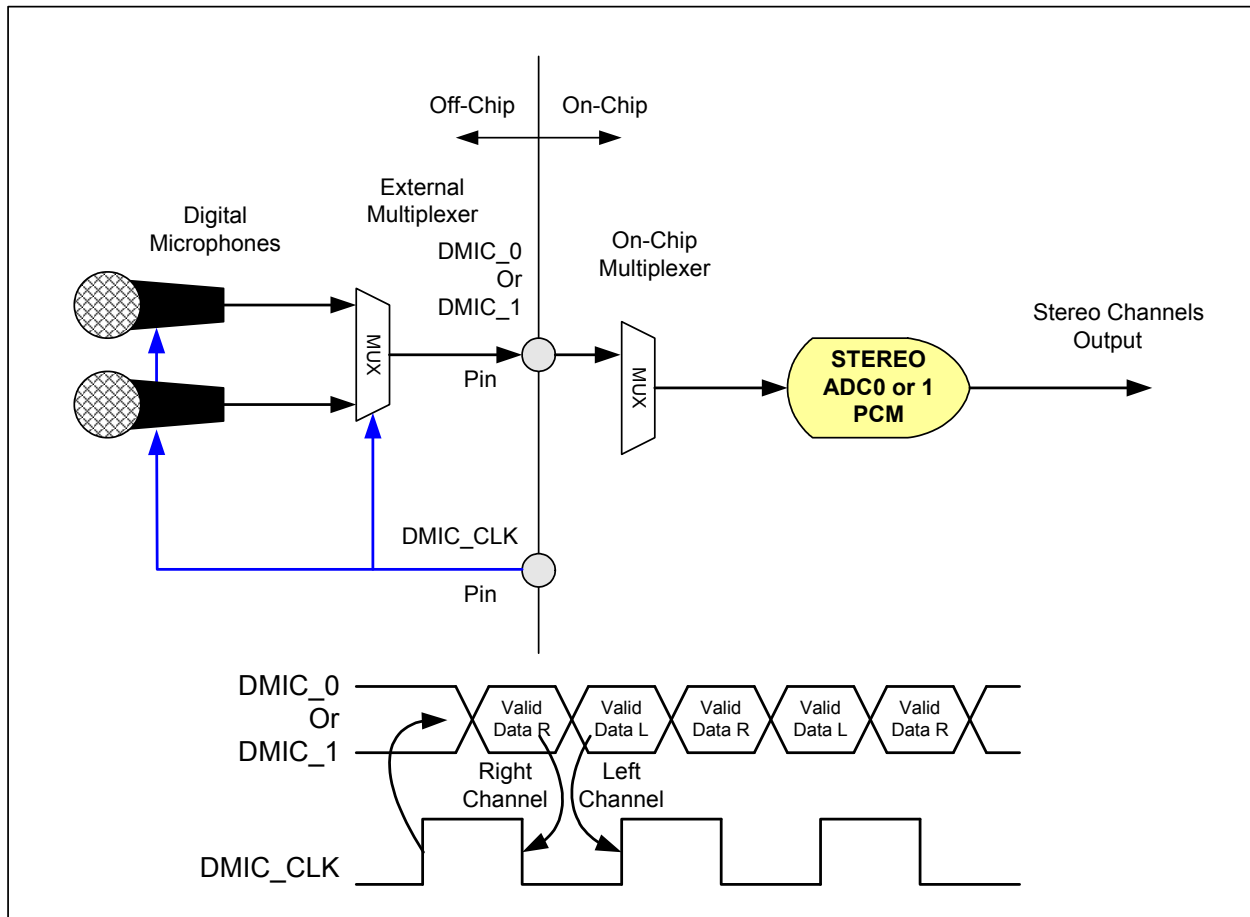 Off-Chip
On-Chip
External
Multiplexer
Digital
Microphones
DMIC_0
Or
DMIC_1
On-Chip
Multiplexer
Stereo Channels
Output
MUX
MUX
STEREO
ADC0 or 1
PCM
Pin
DMIC_CLK
Pin
DMIC_0
Or
DMIC_1
Valid
Data R
Valid
Data L
Valid
Data R
Valid
Data L
Valid
Data R
Right
Channel
Left
Channel
DMIC_CLK